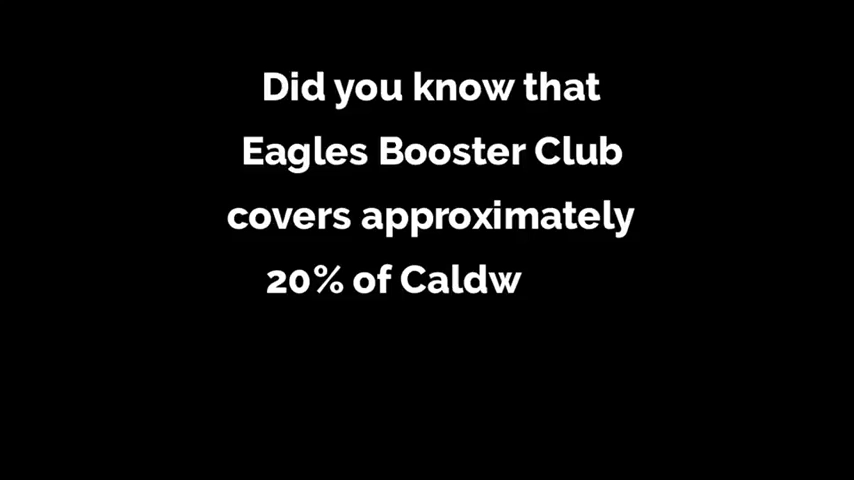 Did you know that
Eagles Booster Club
covers approximately
20% of Caldw